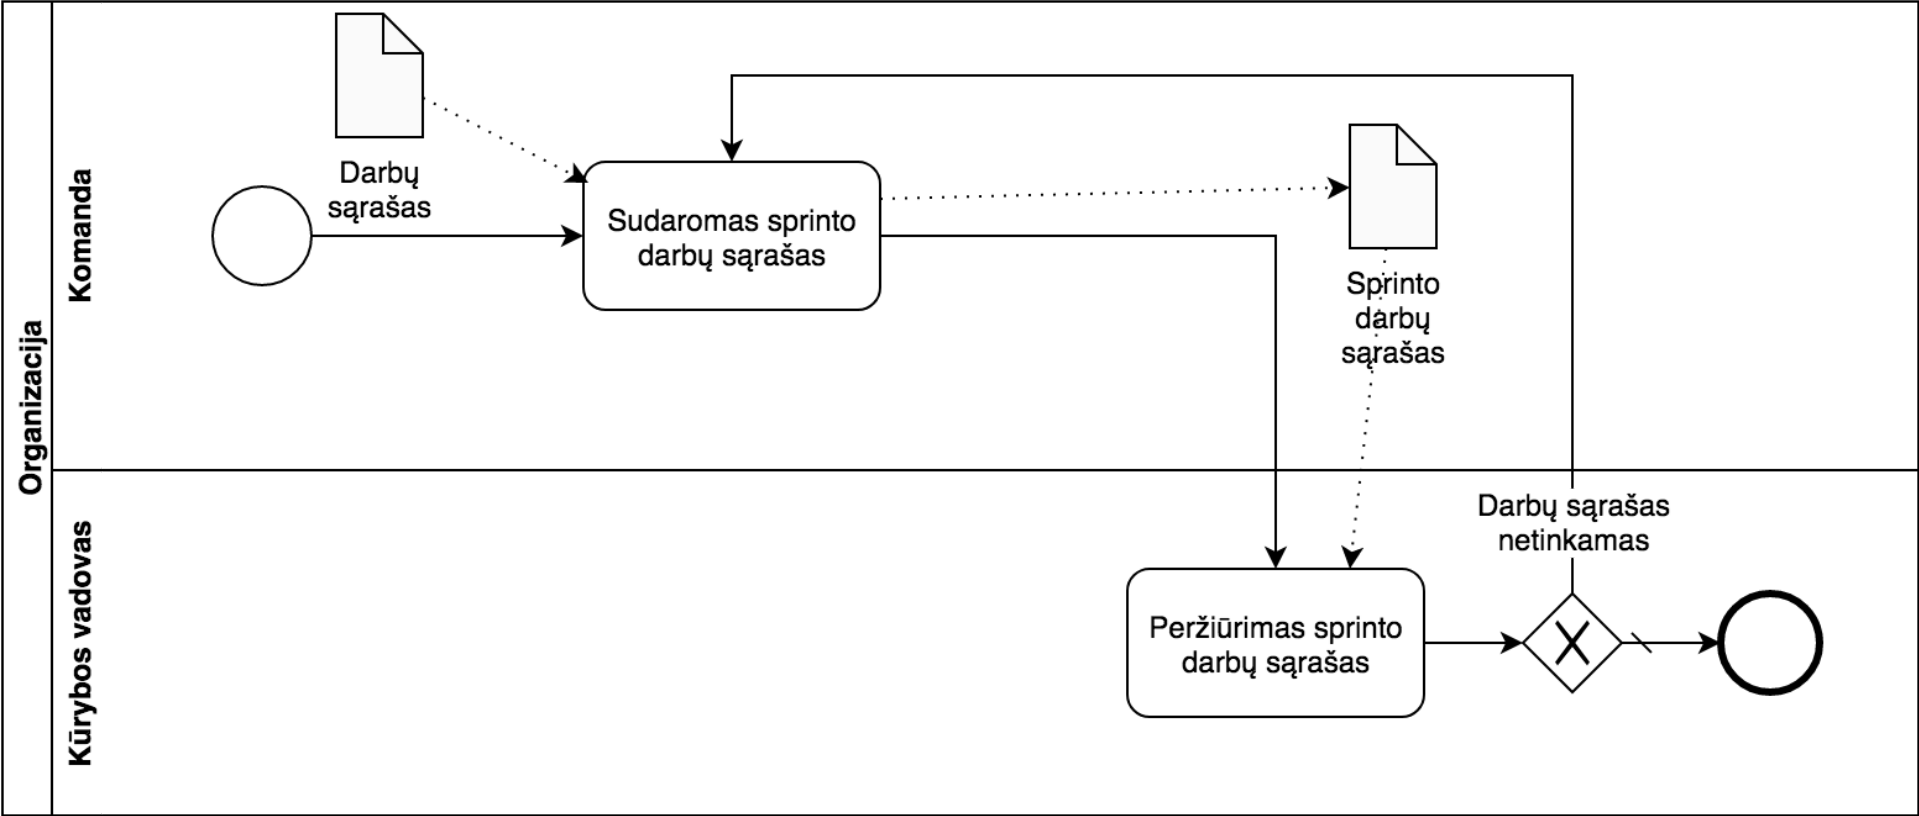 Organizacija
Komanda
Darbų
sąrašas
Sudaromas sprinto
darbų sąrašas
Sprinto
darbų
sąrašas
Kūrybos vadovas
Peržiūrimas sprinto
darbų sąrašas
Darbų sąrašas
netinkamas